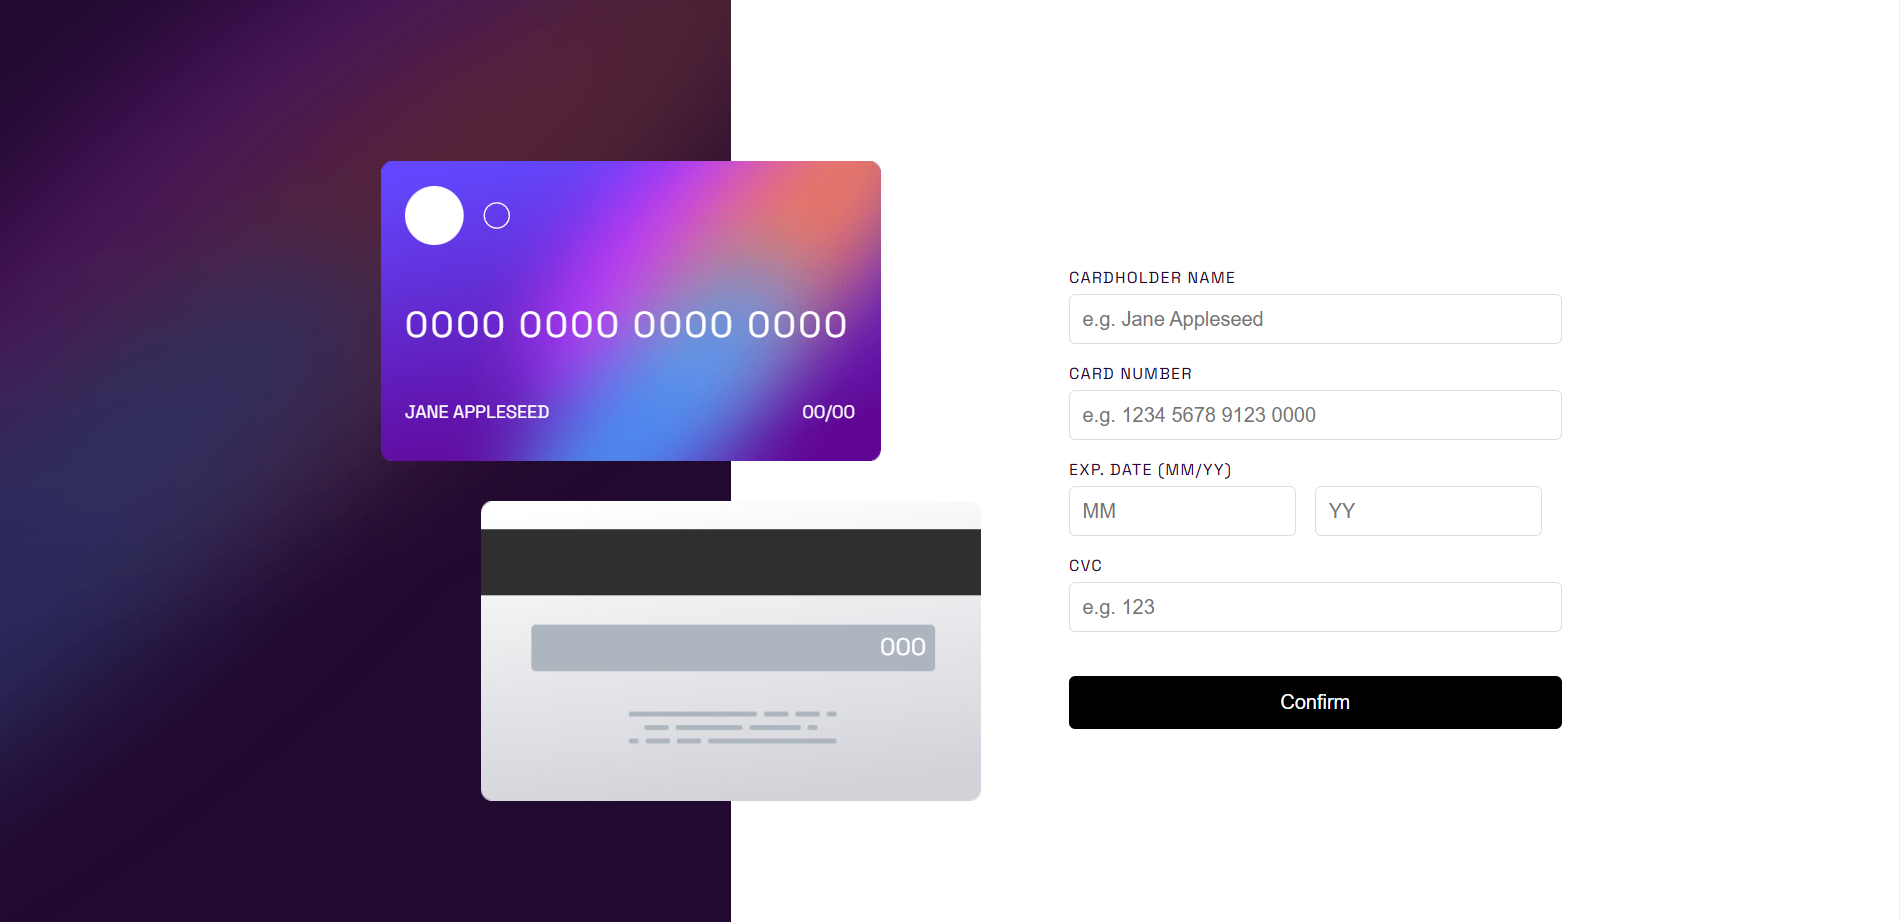 0000 0000 0000 0000
JANE APPLESEED 00/00
000
CARDHOLDER NAME
e.g. Jane Appleseed
CARD NUMBER
e.g. 1234 5678 9123 0000
EXP. DATE (MM/YY)
MM YY
CVC
e.g. 123
Confirm